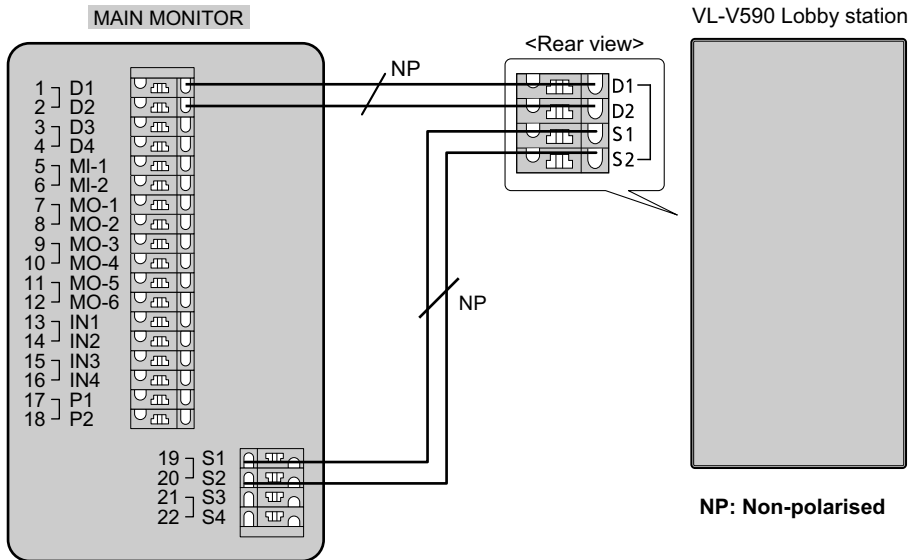 MAIN MONITOR
VL-V590 Lobby station
<Rear view>
NP
1 D1
2 D2
3 D3
4 D4
5 MI-1
6 MI-2
7 MO-1
8 MO-2
9 MO-3
10 MO-4
11 MO-5
12 MO-6
13 IN1
14 IN2
15 IN3
16 IN4
17 P1
18 P2
19 S1
20 S2
21 S3
22 S4
D1
D2
S1
S2
NP
NP: Non-polarised